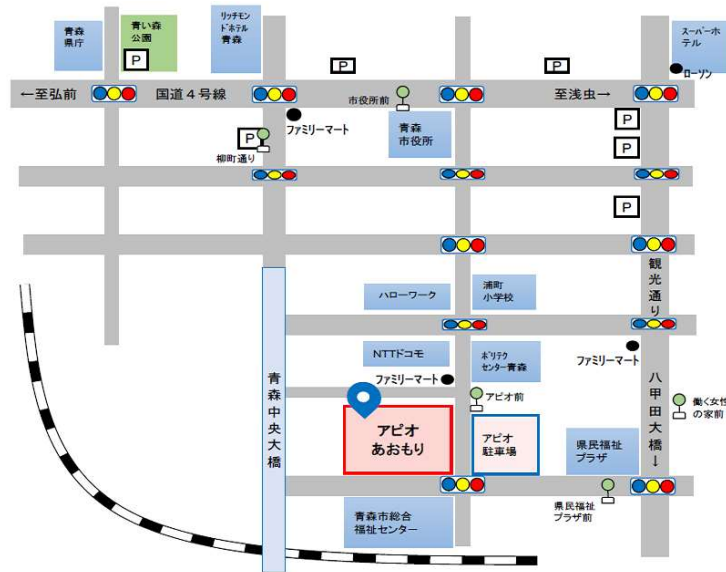 青森
県庁
青い森
公園
P
リッチモン
ドホテル
青森
P
P
スーパーホ
テル
ローソン
←至弘前
国道４号線
市役所前
至浅虫→
P
ファミリーマート
柳町通り
青森
市役所
P
P
P
観光通り
ハローワーク
浦町
小学校
NTTドコモ
ポリテク
センター青森
ファミリーマート
ファミリーマート
青森中央大橋
アピオ前
アピオ
あおもり
アピオ
駐車場
八甲田大橋↓
働く女性
の家前
県民福祉
プラザ
青森市総合
福祉センター
県民福祉
プラザ前